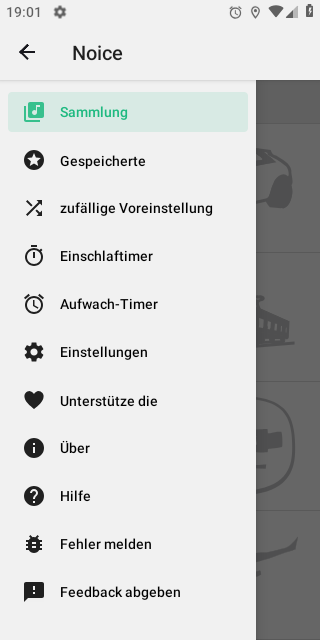 19:01
Noice
Sammlung
Gespeicherte
zufällige Voreinstellung
Einschlaftimer
Aufwach-Timer
Einstellungen
Unterstütze die
Über
Hilfe
Fehler melden
Feedback abgeben